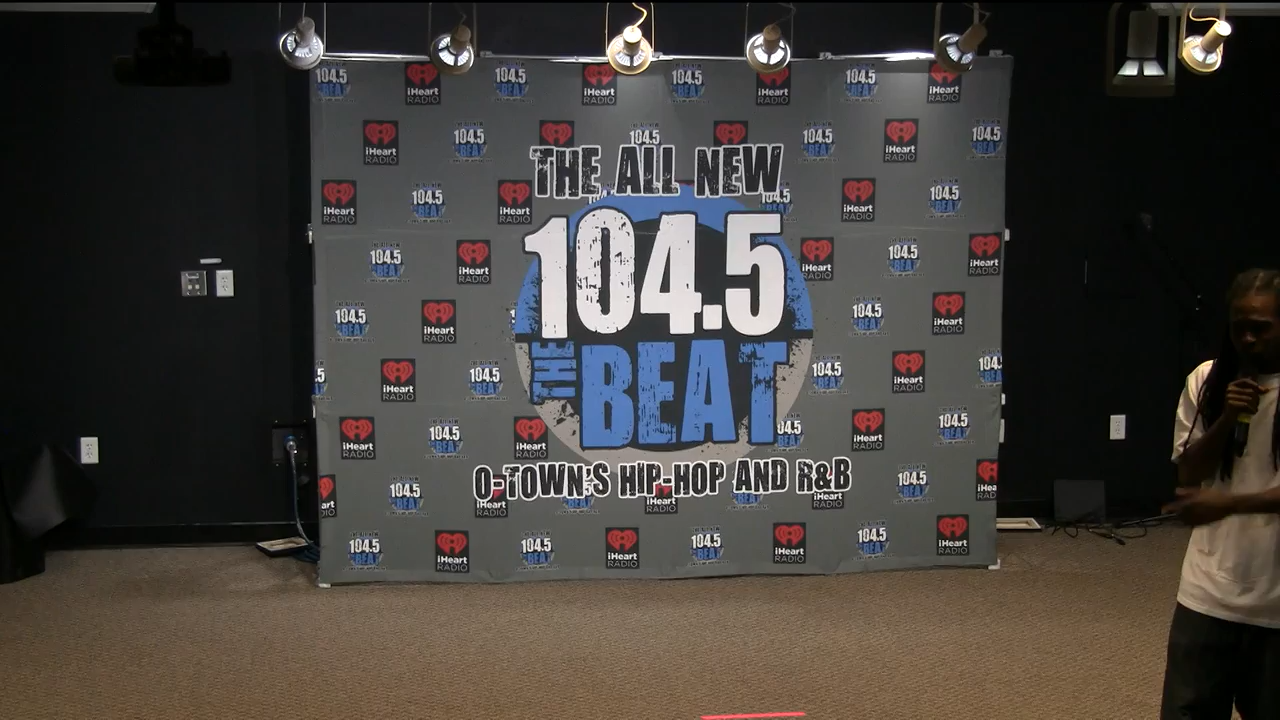 THE ALL NEW
104.5
THE BEAT
O-TOWN'S HIP-HOP AND R&B
104.5
BEAT
iHeart
RADIO